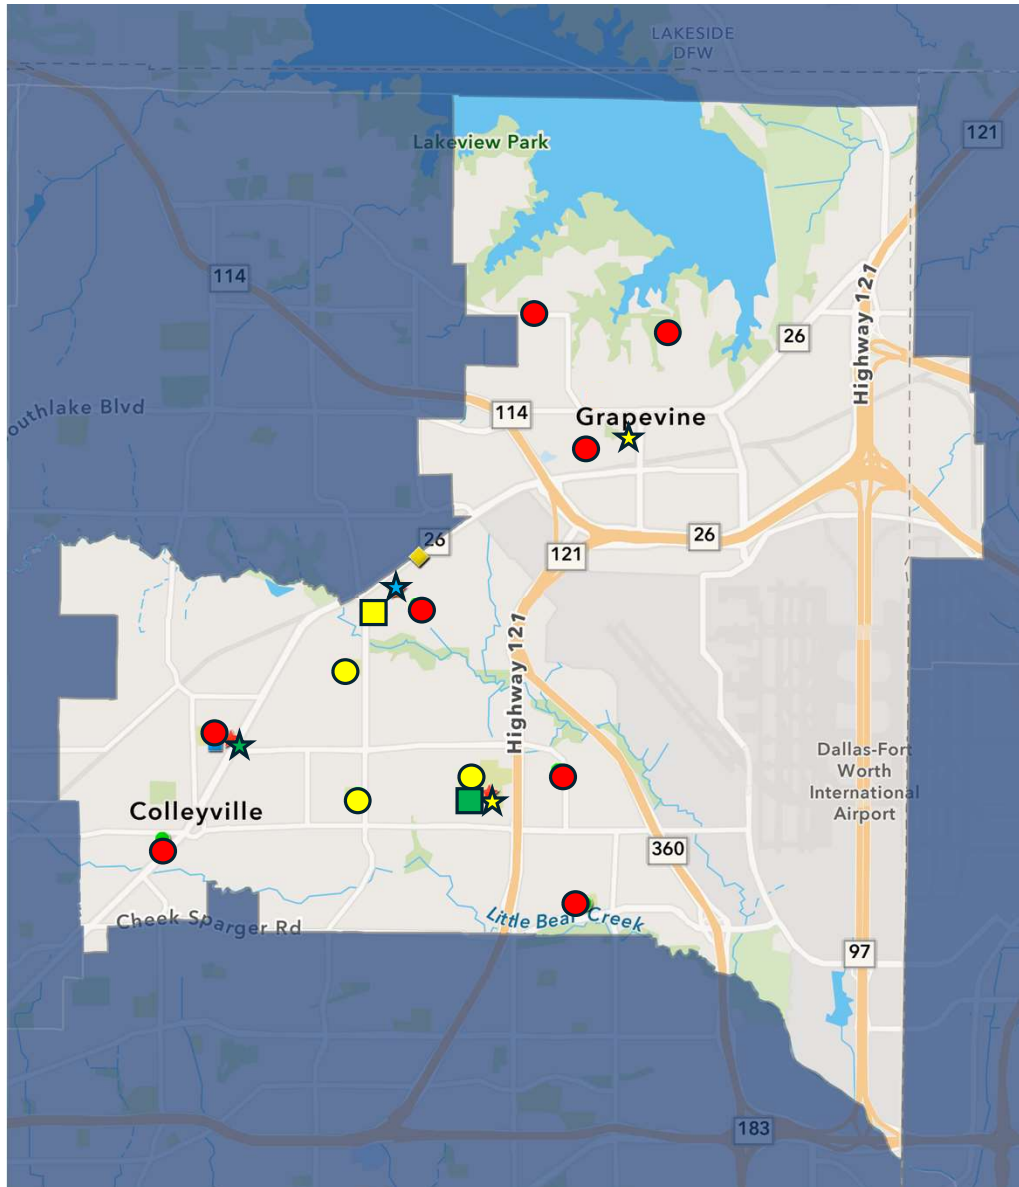 LAKESIDE
DFW
121
Lakeview Park
114
Highway 121
26
outhlake Blvd
114
Grapevine
26
26
121
Highway 121
Dallas-Fort
Worth
International
Airport
Colleyville
360
Cheek Sparger Rd
Little Bear Creek
97
183